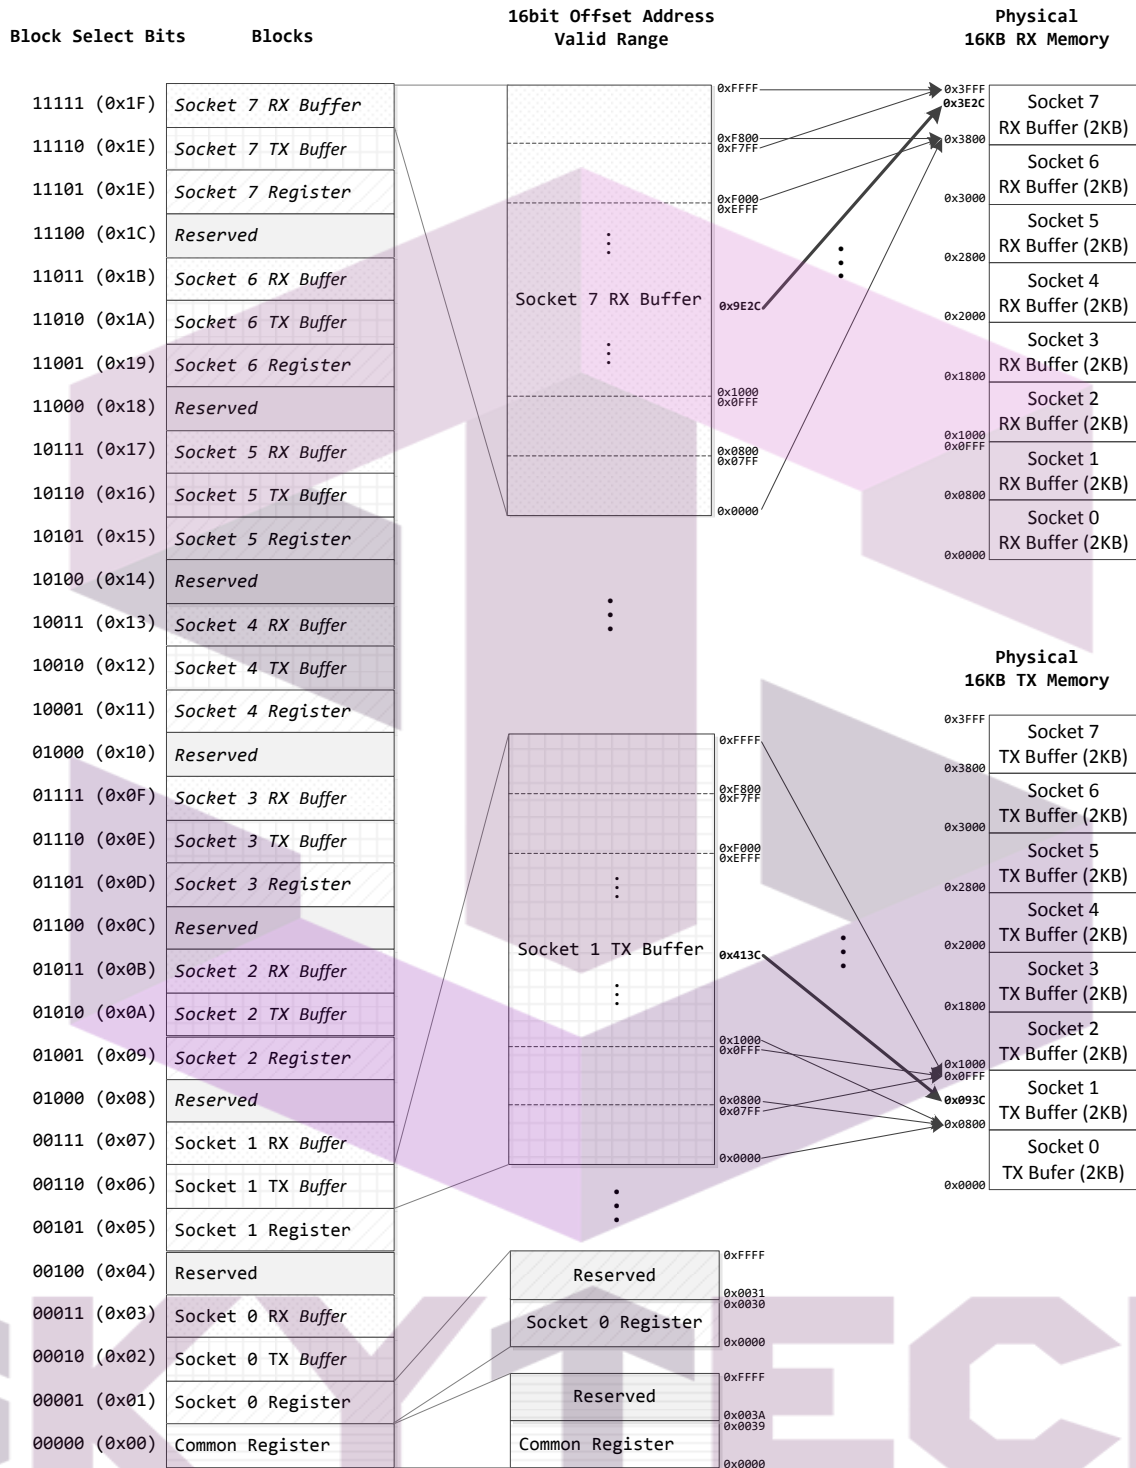 Block Select Bits
Blocks
16bit Offset Address
Valid Range
Physical
16KB RX Memory
11111 (0x1F) Socket 7 RX Buffer
11110 (0x1E) Socket 7 TX Buffer
11101 (0x1E) Socket 7 Register
11100 (0x1C) Reserved
11011 (0x1B) Socket 6 RX Buffer
11010 (0x1A) Socket 6 TX Buffer
11001 (0x19) Socket 6 Register
11000 (0x18) Reserved
10111 (0x17) Socket 5 RX Buffer
10110 (0x16) Socket 5 TX Buffer
10101 (0x15) Socket 5 Register
10100 (0x14) Reserved
10011 (0x13) Socket 4 RX Buffer
10010 (0x12) Socket 4 TX Buffer
10001 (0x11) Socket 4 Register
01000 (0x10) Reserved
01111 (0x0F) Socket 3 RX Buffer
01110 (0x0E) Socket 3 TX Buffer
01101 (0x0D) Socket 3 Register
01100 (0x0C) Reserved
01011 (0x0B) Socket 2 RX Buffer
01010 (0x0A) Socket 2 TX Buffer
01001 (0x09) Socket 2 Register
01000 (0x08) Reserved
00111 (0x07) Socket 1 RX Buffer
00110 (0x06) Socket 1 TX Buffer
00101 (0x05) Socket 1 Register
00100 (0x04) Reserved
00011 (0x03) Socket 0 RX Buffer
00010 (0x02) Socket 0 TX Buffer
00001 (0x01) Socket 0 Register
00000 (0x00) Common Register
0xFFFF
0xF800
0xF7FF
0xF000
0xEFFF
Socket 7 RX Buffer
0x9E2C
0x1000
0x0FFF
0x0800
0x07FF
0x0000
0xFFFF
0xF800
0xF7FF
0xF000
0xEFFF
Socket 1 TX Buffer
0x413C
0x1000
0x0FFF
0x0800
0x07FF
0x0000
0xFFFF
Reserved
0x0031
0x0030
Socket 0 Register
0x0000
0xFFFF
Reserved
0x003A
0x0039
Common Register
0x0000
0x3FFF
0x3E2C
Socket 7
RX Buffer (2KB)
0x3800
Socket 6
RX Buffer (2KB)
0x3000
Socket 5
RX Buffer (2KB)
0x2800
Socket 4
RX Buffer (2KB)
0x2000
Socket 3
RX Buffer (2KB)
0x1800
Socket 2
RX Buffer (2KB)
0x1000
0x0FFF
Socket 1
RX Buffer (2KB)
0x0800
Socket 0
RX Buffer (2KB)
0x0000
Physical
16KB TX Memory
0x3FFF
Socket 7
TX Buffer (2KB)
0x3800
Socket 6
TX Buffer (2KB)
0x3000
Socket 5
TX Buffer (2KB)
0x2800
Socket 4
TX Buffer (2KB)
0x2000
Socket 3
TX Buffer (2KB)
0x1800
Socket 2
TX Buffer (2KB)
0x1000
0x0FFF
Socket 1
0x093C
TX Buffer (2KB)
0x0800
Socket 0
TX Bufer (2KB)
0x0000
SKYTECH